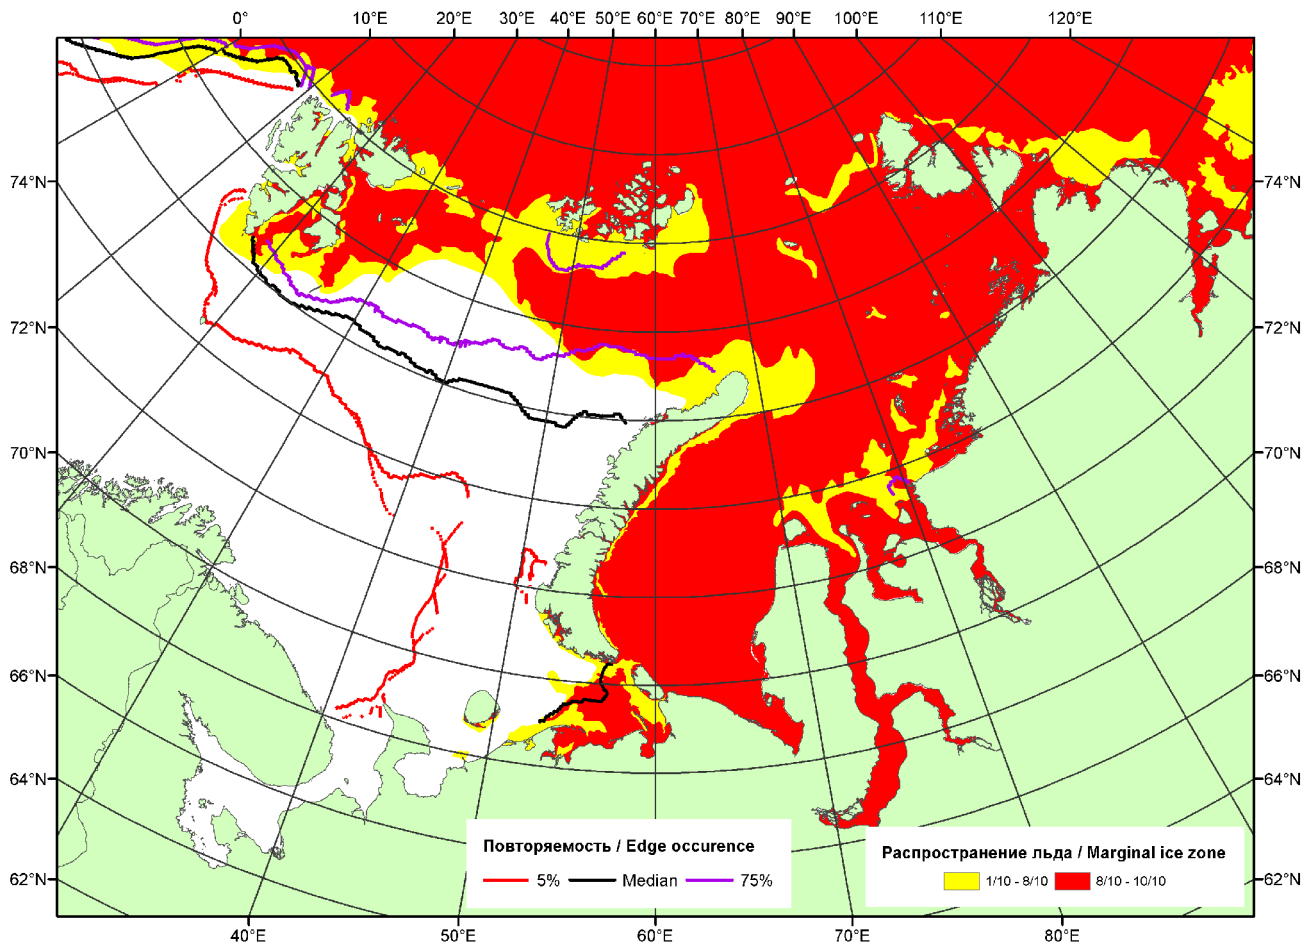 0° 10°E 20°E 30°E 40°E 50°E 60°E 70°E 80°E 90°E 100°E 110°E 120°E
74°N 74°N
72°N 72°N
70°N 70°N
68°N 68°N
66°N 66°N
64°N 64°N
62°N 62°N
Повторяемость / Edge occurence
5% Median 75%
Распространение льда / Marginal ice zone
1/10 - 8/10 8/10 - 10/10
40°E 50°E 60°E 70°E 80°E